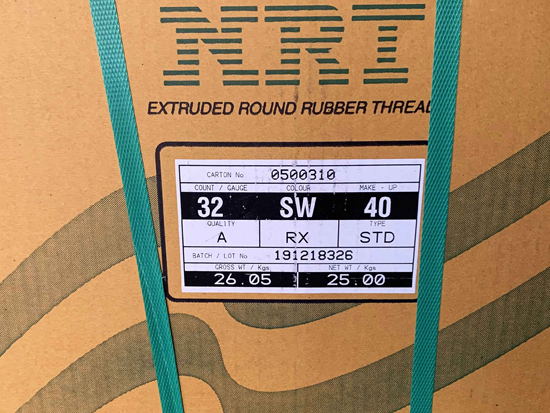 NRI
EXTRUDED ROUND RUBBER THREAD
CARTON No 0500310
COUNT / GAUGE COLOUR MAKE - UP
32 SW 40
QUALITY TYPE
A RX STD
BATCH / LOT No 191218326
GROSS WT / Kgs NET WT / Kgs
26.05 25.00